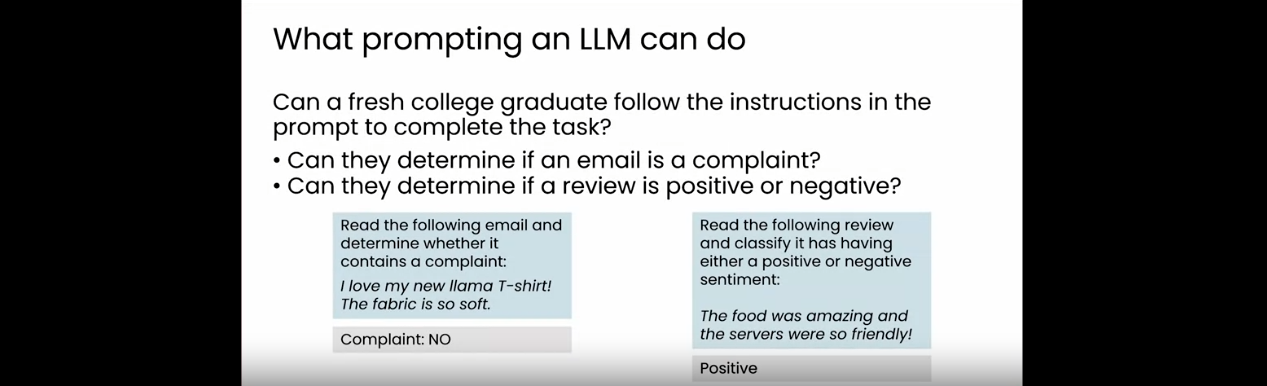 What prompting an LLM can do
Can a fresh college graduate follow the instructions in the
prompt to complete the task?
• Can they determine if an email is a complaint?
• Can they determine if a review is positive or negative?
Read the following email and
determine whether it
contains a complaint:
I love my new llama T-shirt!
The fabric is so soft.
Complaint: NO
Read the following review
and classify it has having
either a positive or negative
sentiment:
The food was amazing and
the servers were so friendly!
Positive